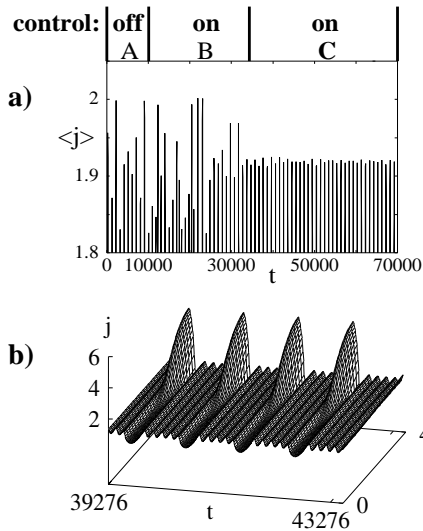 control: off on on
A B C
a)
2
<j>
1.9
1.8
0 10000 30000 50000 70000
t
b)
j
6
4
2
4
0
39276 43276
t